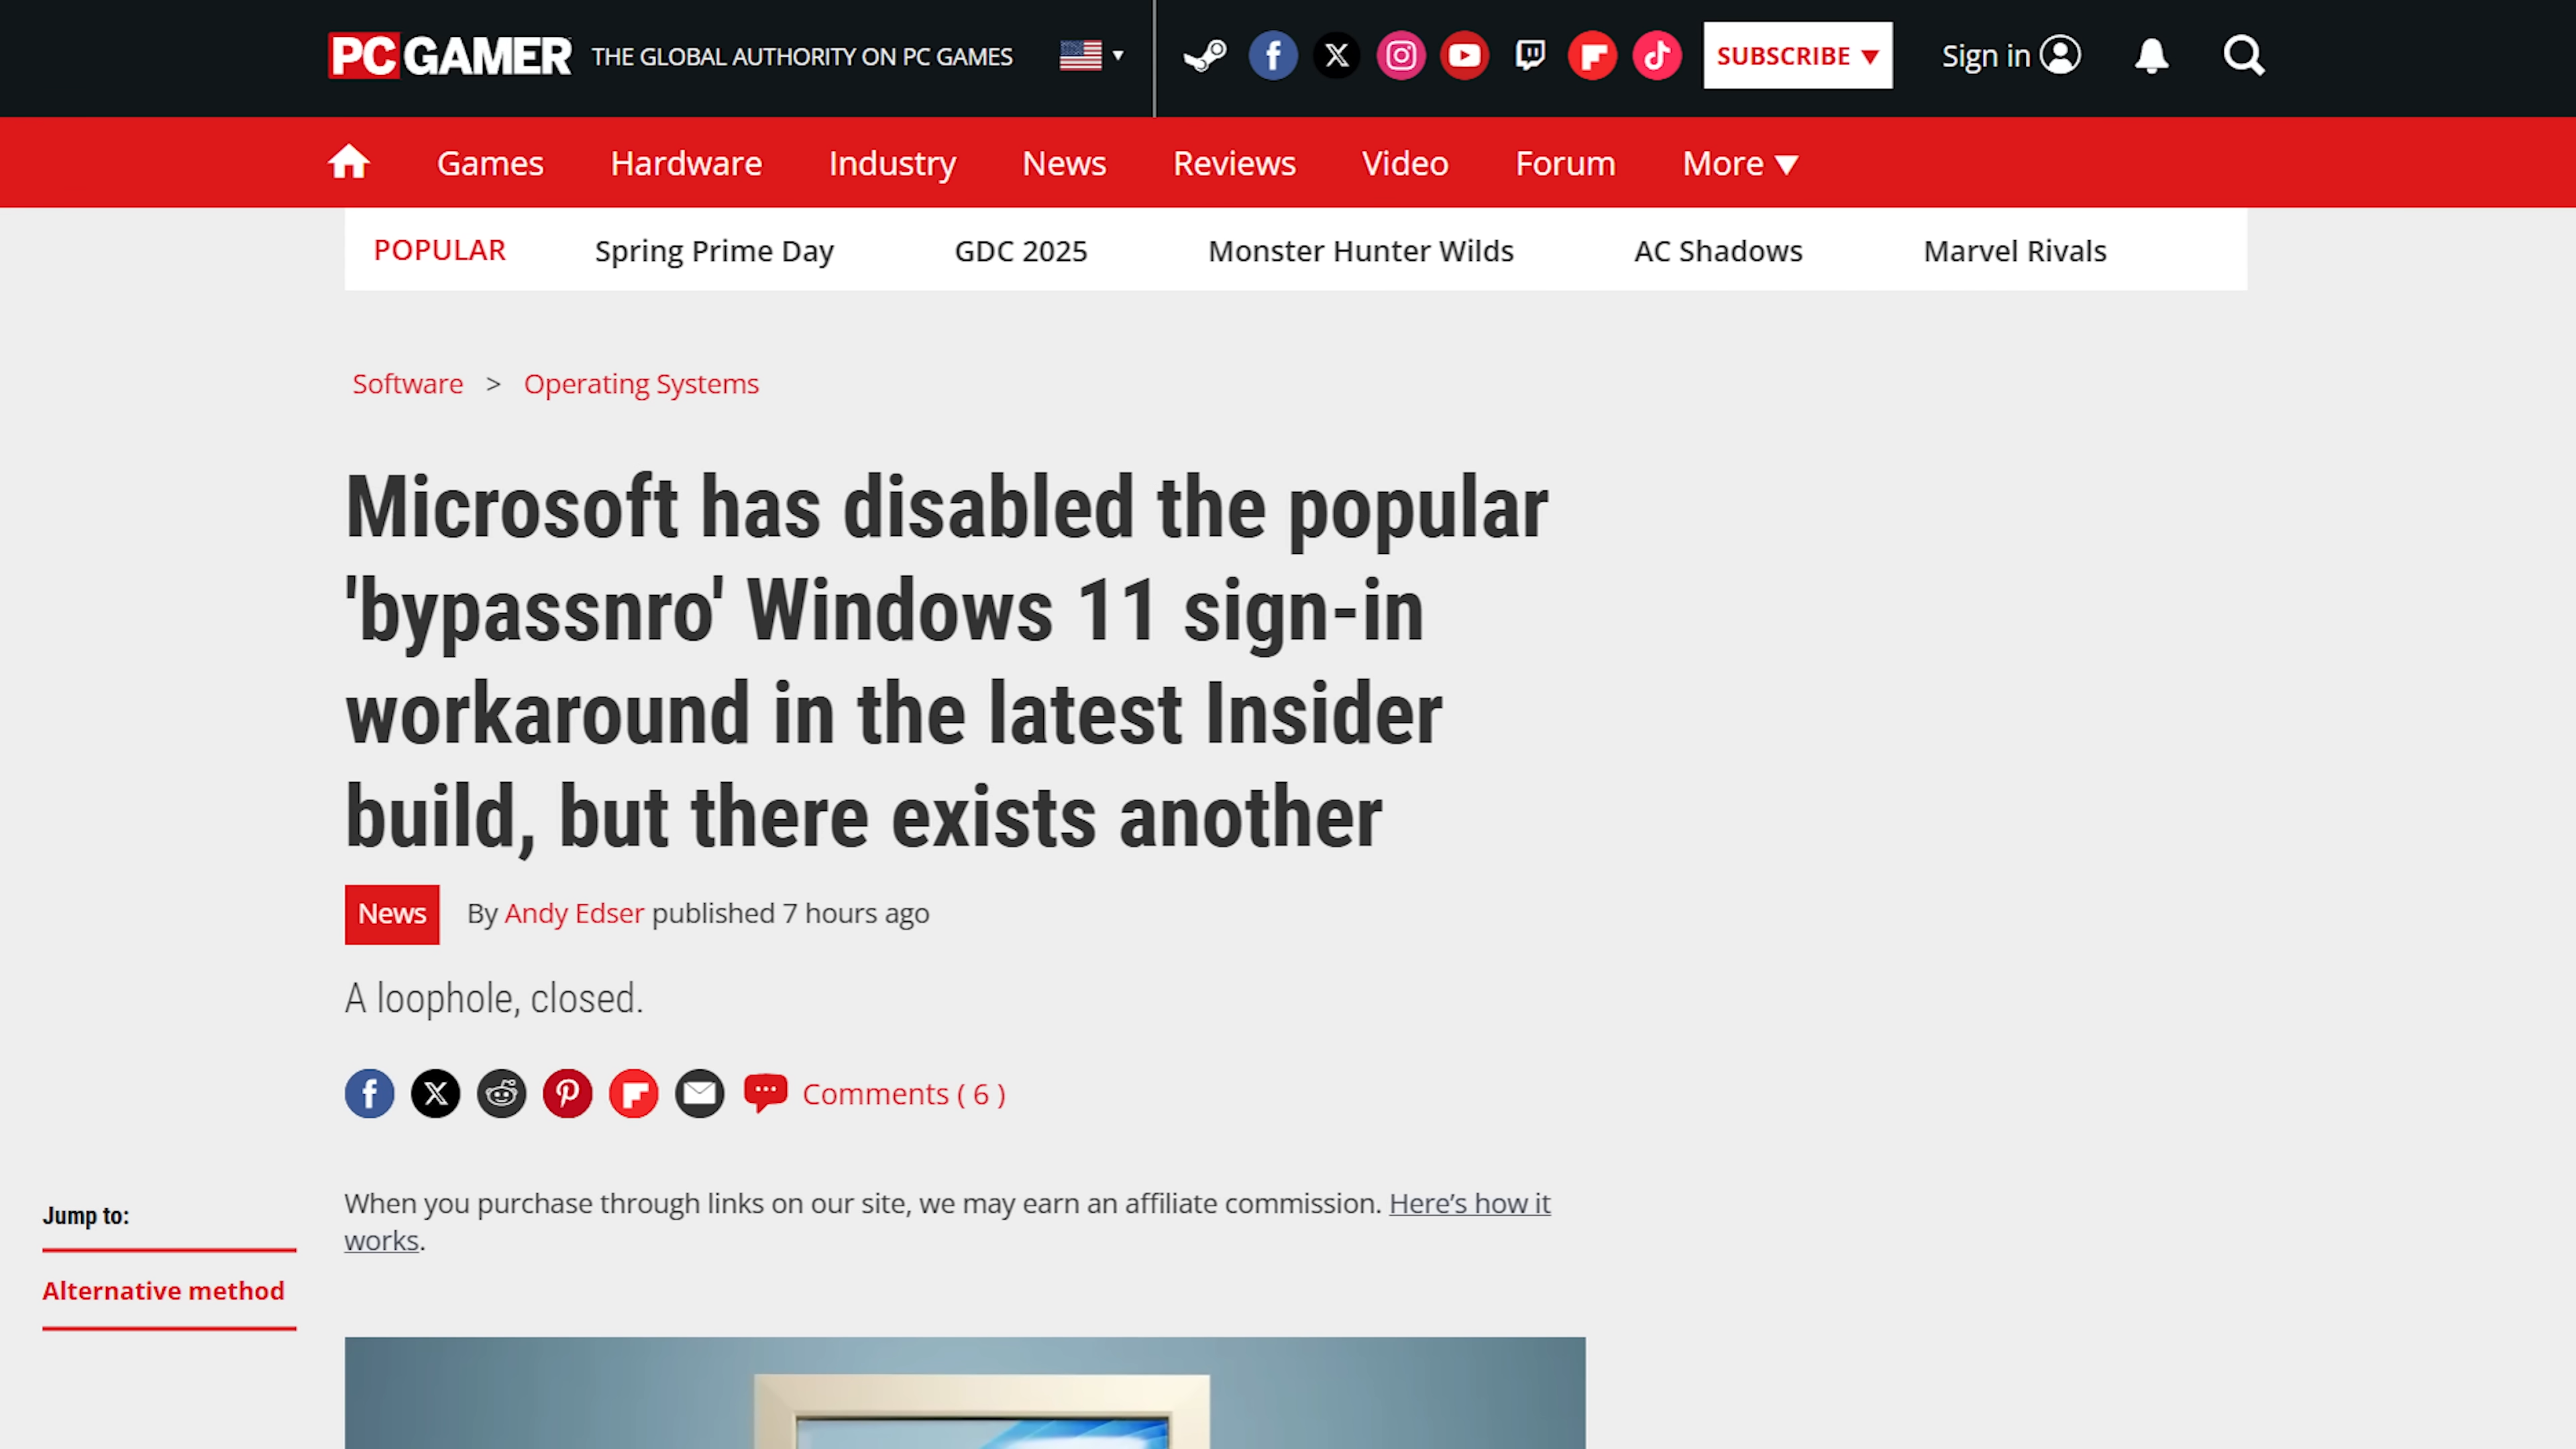 PC GAMER THE GLOBAL AUTHORITY ON PC GAMES SUBSCRIBE Sign in
Games Hardware Industry News Reviews Video Forum More
POPULAR Spring Prime Day GDC 2025 Monster Hunter Wilds AC Shadows Marvel Rivals
Software > Operating Systems
Microsoft has disabled the popular
'bypassnro' Windows 11 sign-in
workaround in the latest Insider
build, but there exists another
News By Andy Edser published 7 hours ago
A loophole, closed.
Comments ( 6 )
Jump to:
Alternative method
When you purchase through links on our site, we may earn an affiliate commission. Here’s how it
works.